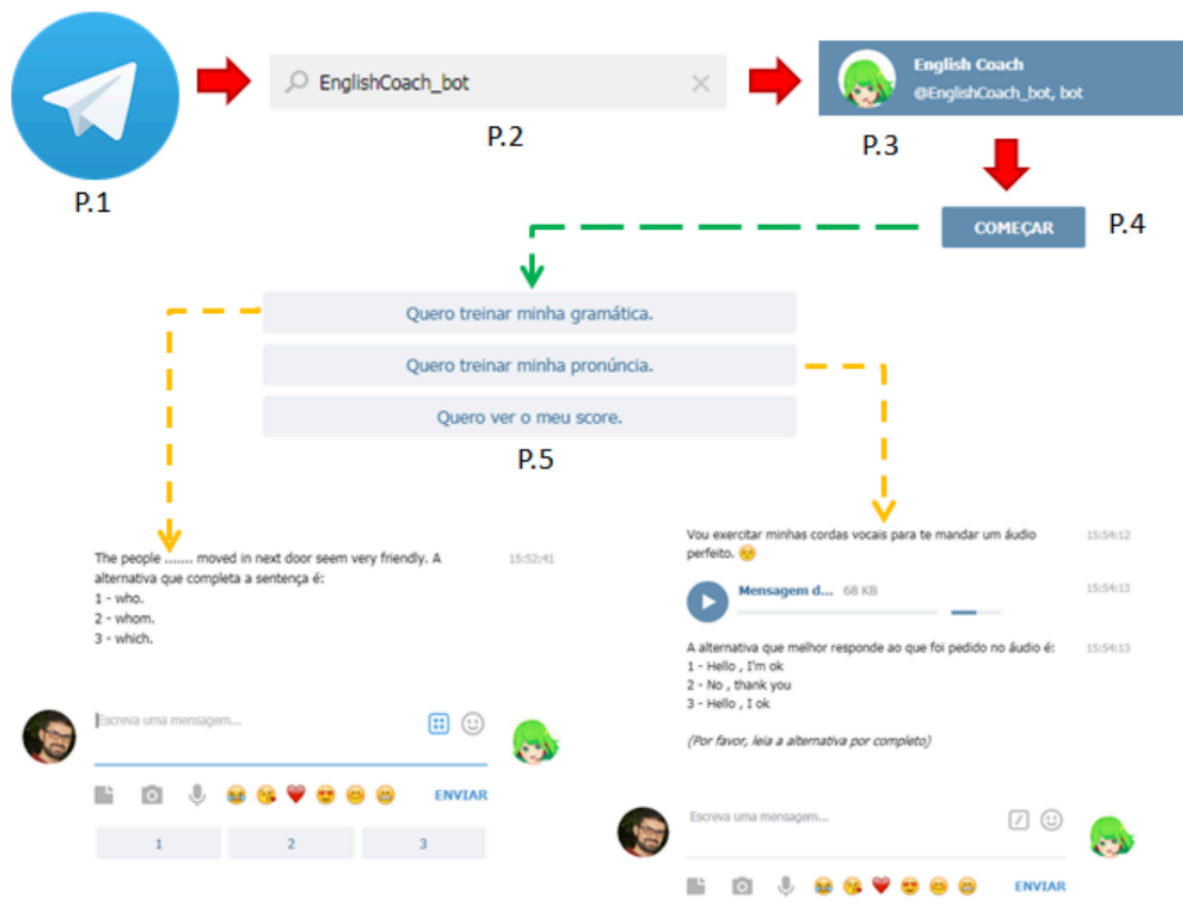 P.1
EnglishCoach_bot
P.2
English Coach
@EnglishCoach_bot, bot
P.3
COMEÇAR
P.4
Quero treinar minha gramática.
Quero treinar minha pronúncia.
Quero ver o meu score.
P.5
The people ....... moved in next door seem very friendly. A
15:52:41
alternativa que completa a sentença é:
1 - who.
2 - whom.
3 - which.
Escreva uma mensagem...
ENVIAR
1
2
3
Vou exercitar minhas cordas vocais para te mandar um áudio
15:54:12
perfeito.
Mensagem d... 68 KB
15:54:13
A alternativa que melhor responde ao que foi pedido no áudio é:
15:54:13
1 - Hello , I'm ok
2 - No , thank you
3 - Hello , I ok
(Por favor, leia a alternativa por completo)
Escreva uma mensagem...
ENVIAR